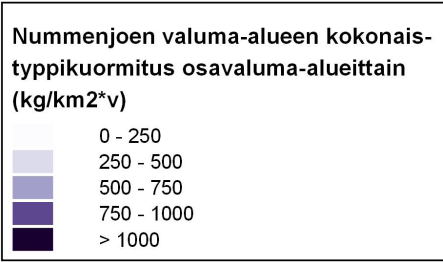 Nummenjoen valuma-alueen kokonais-
typpikuormitus osavaluma-alueittain
(kg/km2*v)
0 - 250
250 - 500
500 - 750
750 - 1000
> 1000